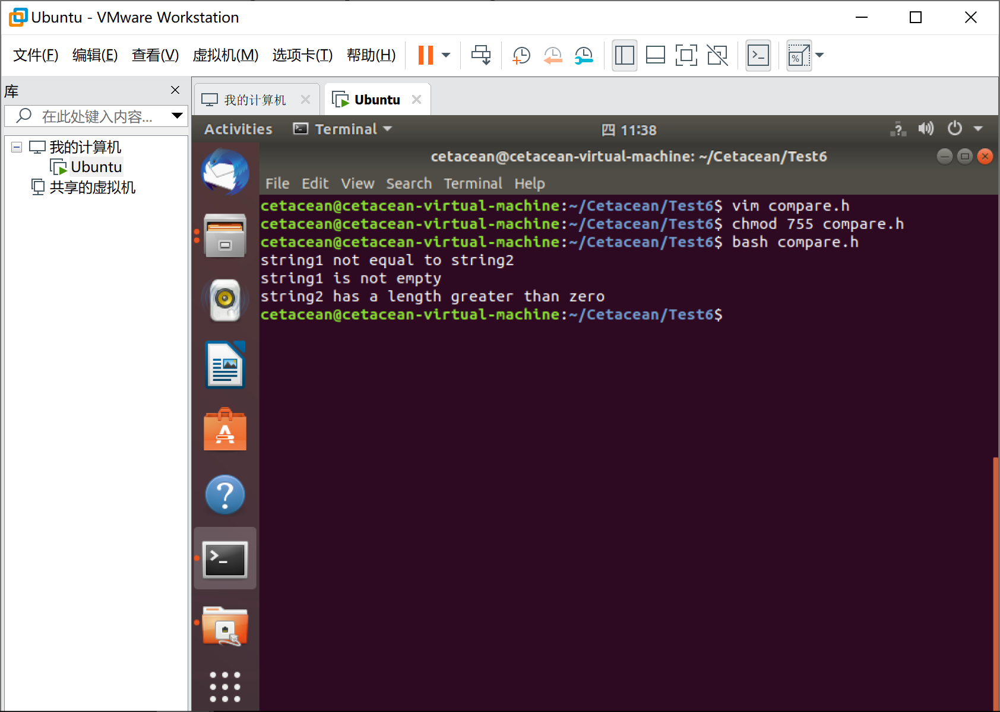 Ubuntu - VMware Workstation
文件(F) 编辑(E) 查看(V) 虚拟机(M) 选项卡(T) 帮助(H)
库
在此处键入内容...
我的计算机
Ubuntu
共享的虚拟机
我的计算机 Ubuntu
Activities Terminal 四 11:38
cetacean@cetacean-virtual-machine: ~/Cetacean/Test6
File Edit View Search Terminal Help
cetacean@cetacean-virtual-machine:~/Cetacean/Test6$ vim compare.h
cetacean@cetacean-virtual-machine:~/Cetacean/Test6$ chmod 755 compare.h
cetacean@cetacean-virtual-machine:~/Cetacean/Test6$ bash compare.h
string1 not equal to string2
string1 is not empty
string2 has a length greater than zero
cetacean@cetacean-virtual-machine:~/Cetacean/Test6$